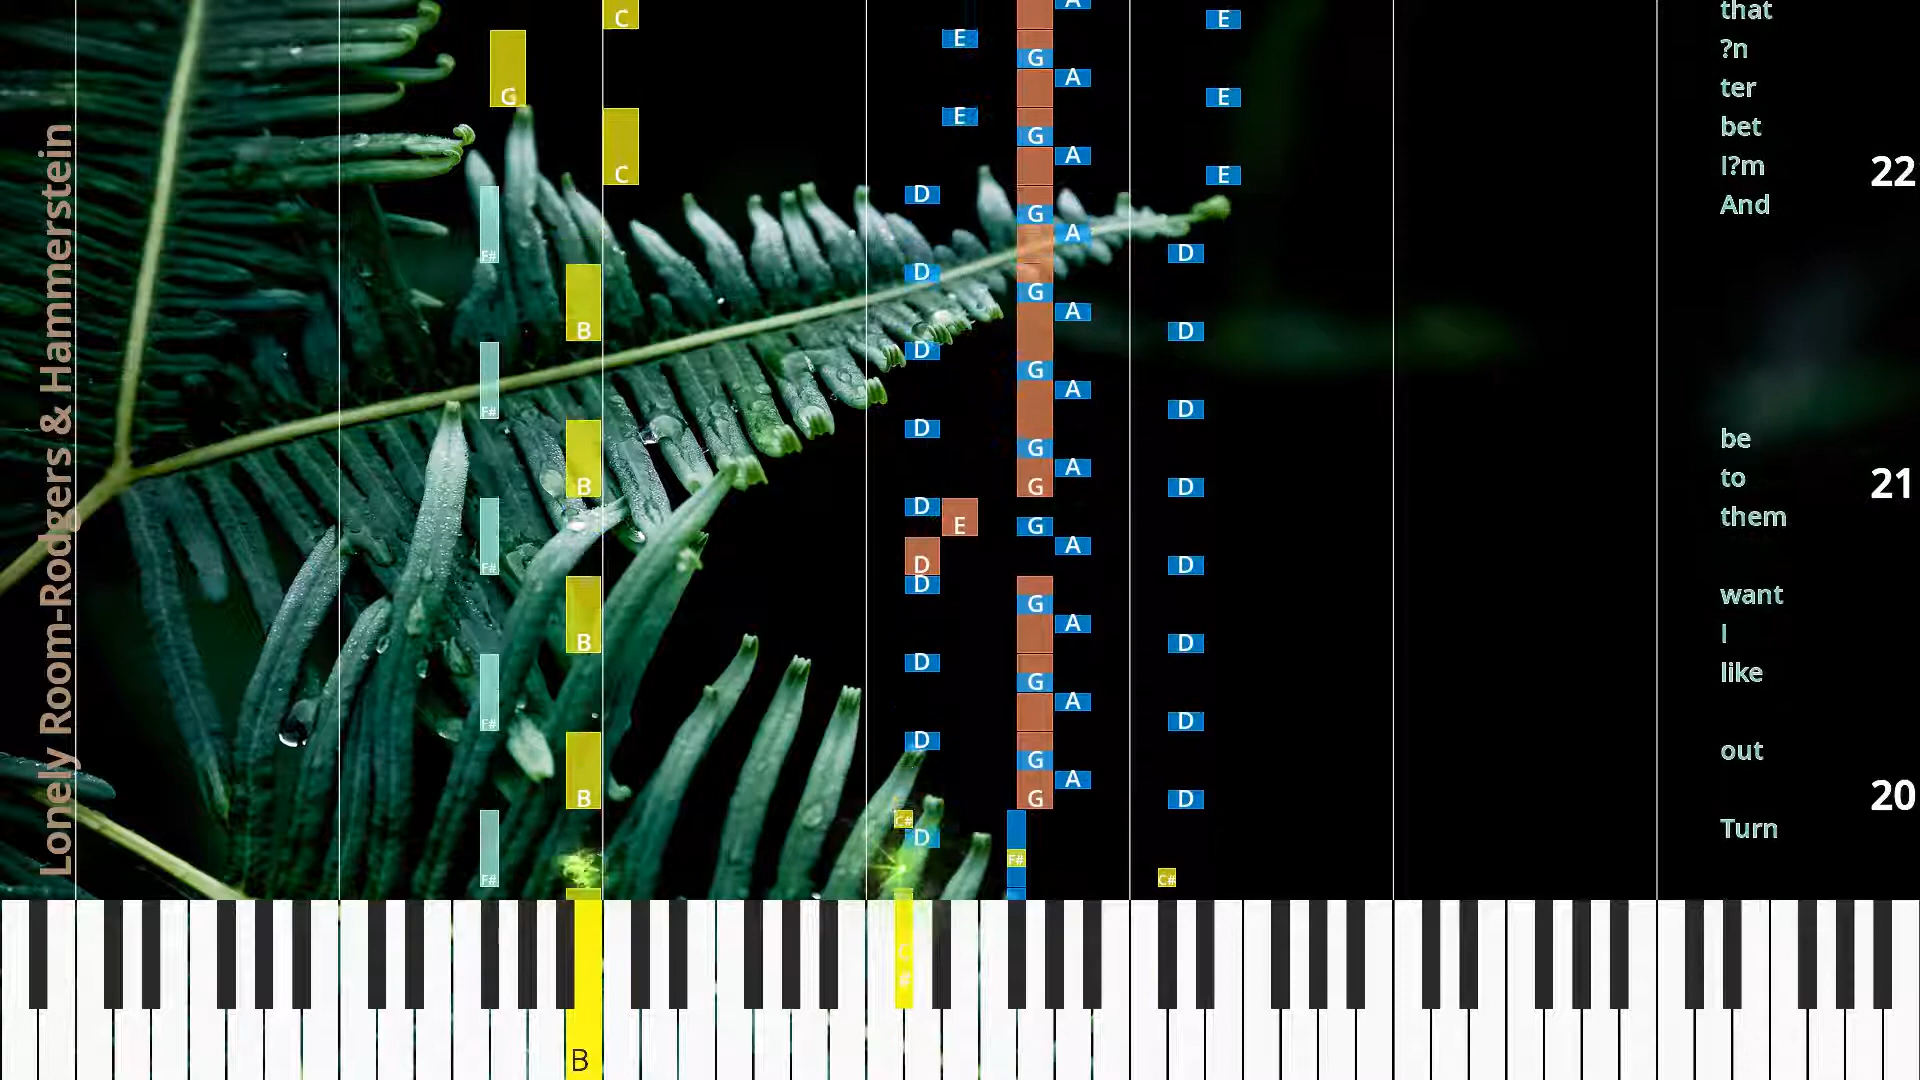 Lonely Room-Rodgers & Hammerstein
C A E
E
G
G A
E
E
G A
C
D G A E
F#
D A D
G
B D A D
D G
F# D G A D
B D G A D
D E G
A
F# D D G D
B G A
want
D G D
F# A
B G D
G A D
C# D
F#
F# C#
C
#
B
that
?n
ter
bet
I?m
And
22
be
to
21
them
I
like
out
20
Turn